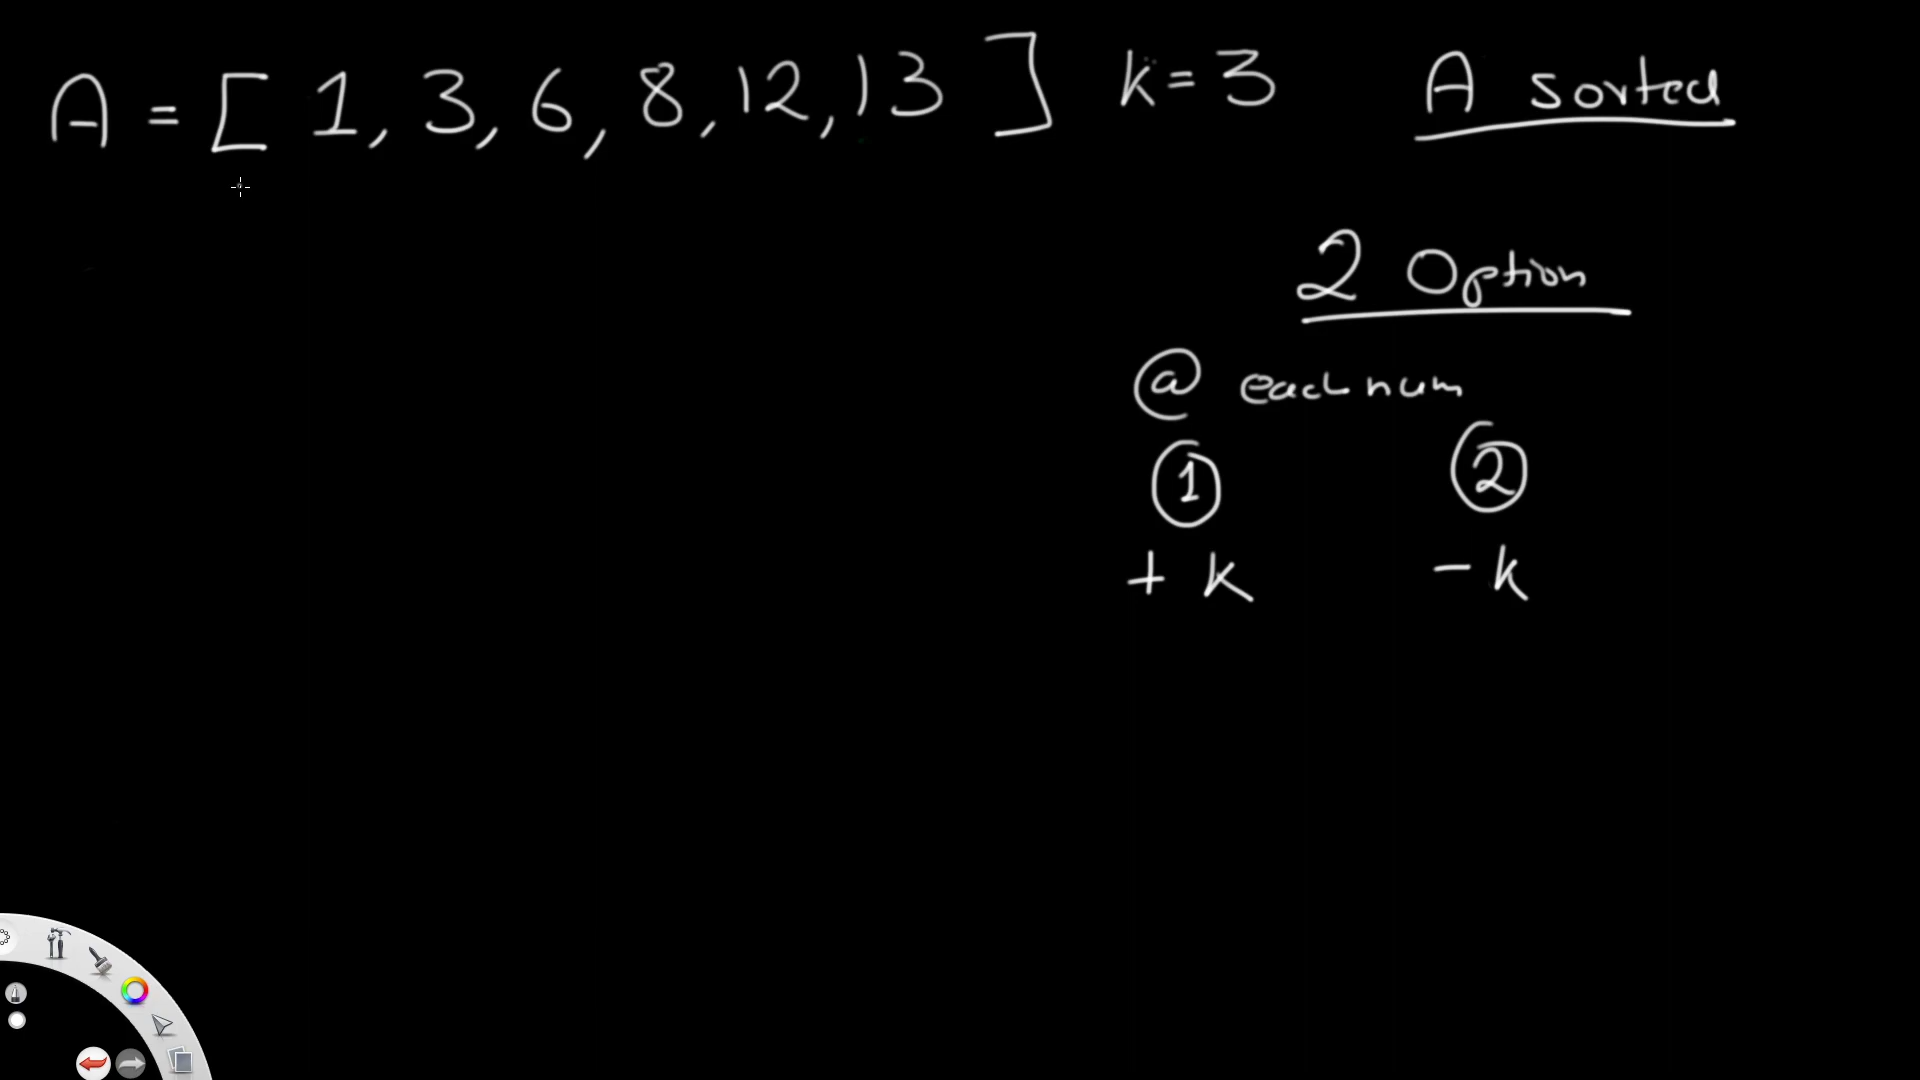 A = [ 1, 3, 6, 8, 12, 13 ] k = 3 A sorted
2 Option
@ each num
1 2
+ k - k